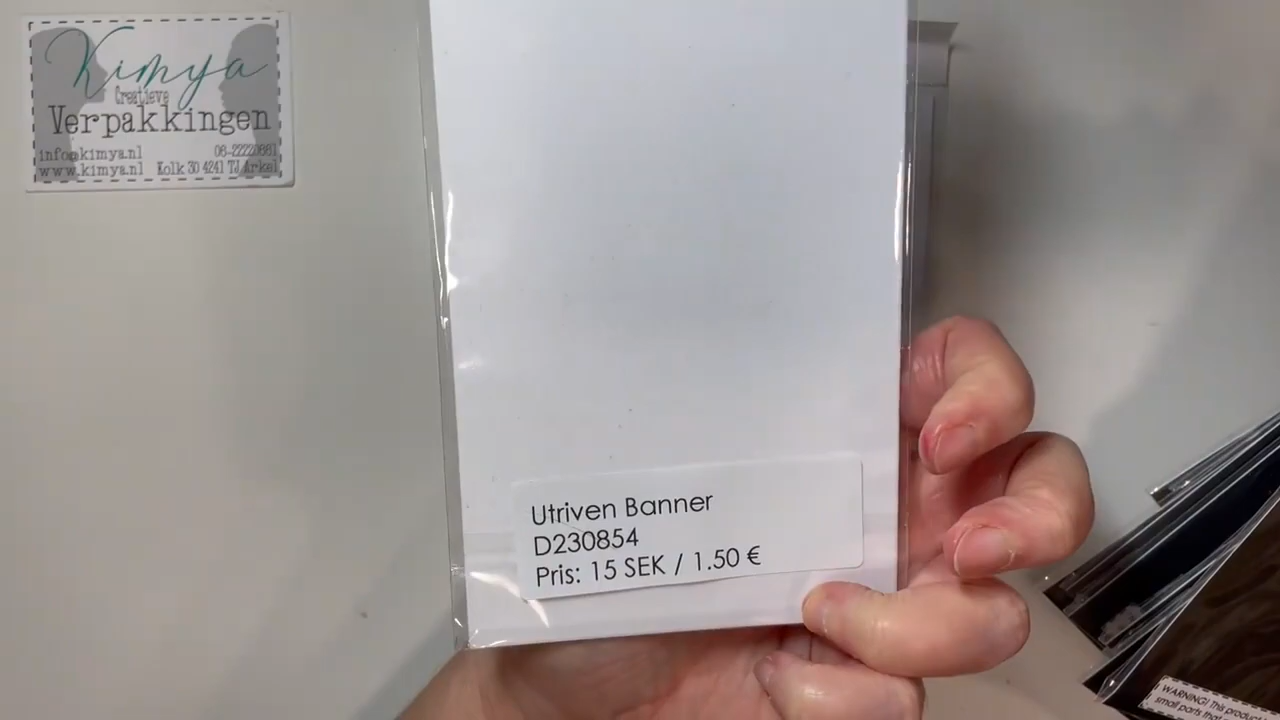 Kimya
Creatieve
Verpakkingen
info@kimya.nl 06-22220881
www.kimya.nl Kolk 30 4241 TJ Arkel
Utriven Banner
D230854
Pris: 15 SEK / 1.50 €
WARNING! This product
small parts tha